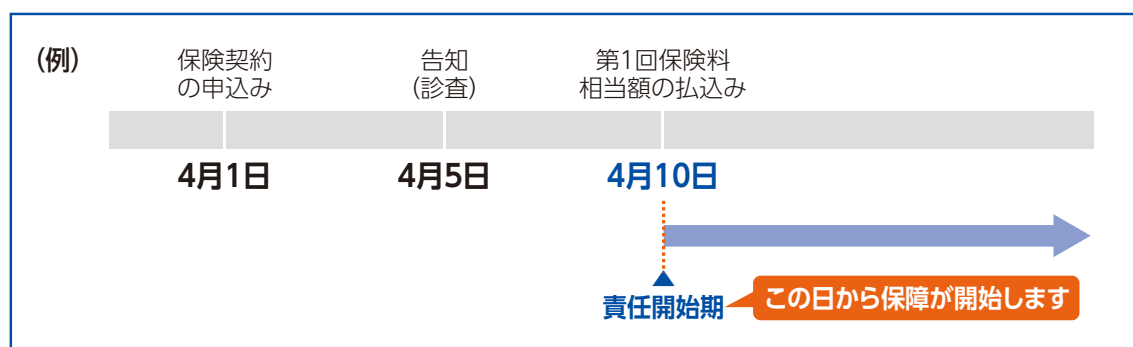 (例)
保険契約
の申込み
告知
(診査)
第1回保険料
相当額の払込み
4月1日
4月5日
4月10日
責任開始期
この日から保障が開始します